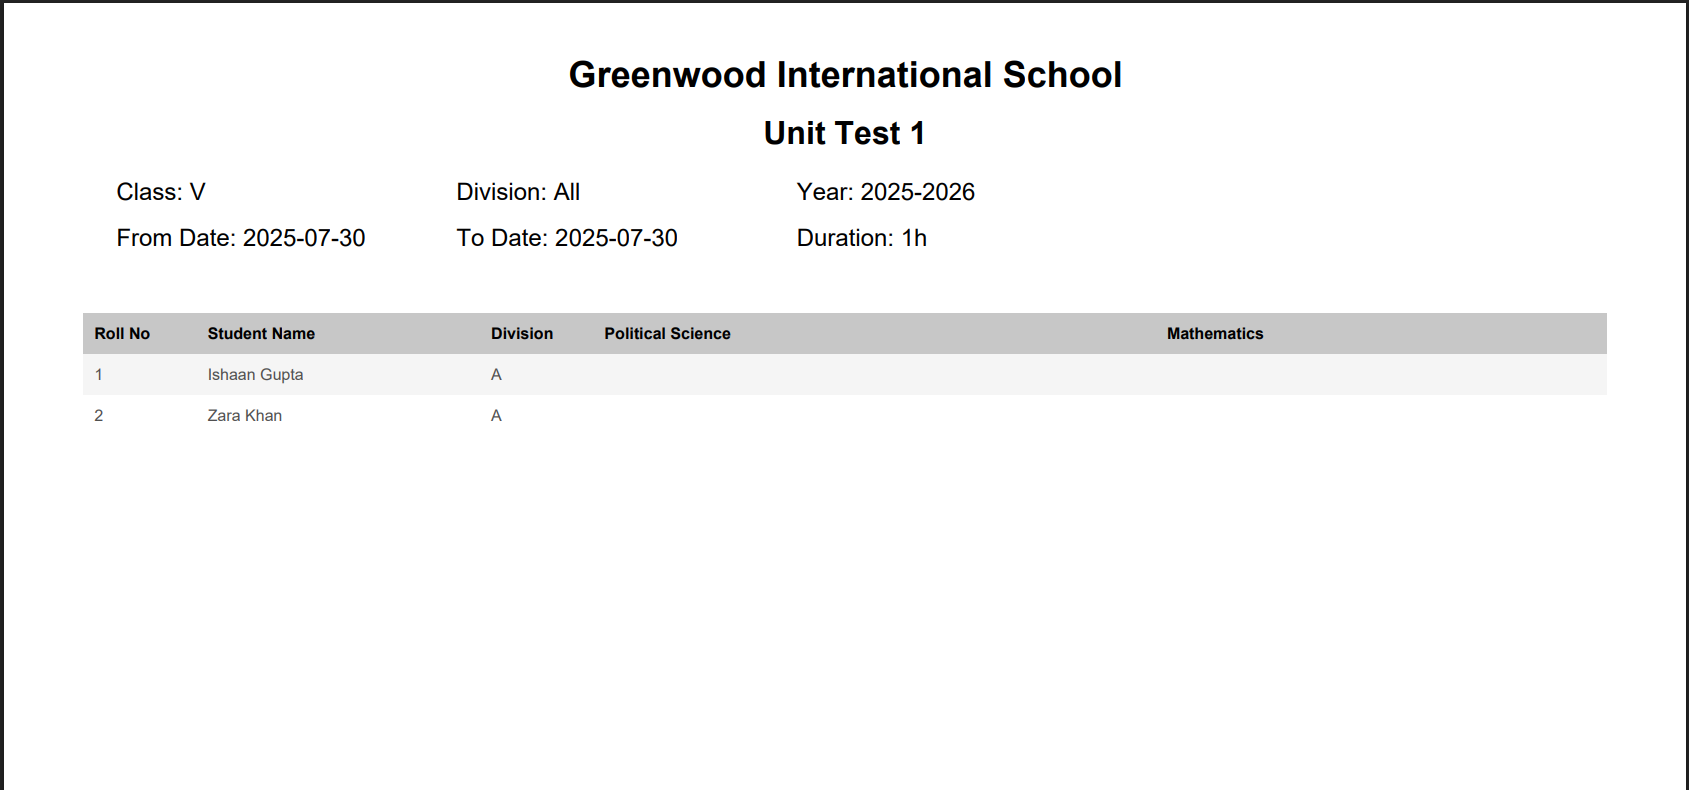 Greenwood International School
Unit Test 1
Class: V Division: All Year: 2025-2026
From Date: 2025-07-30 To Date: 2025-07-30 Duration: 1h
Roll No Student Name Division Political Science Mathematics
1 Ishaan Gupta A
2 Zara Khan A